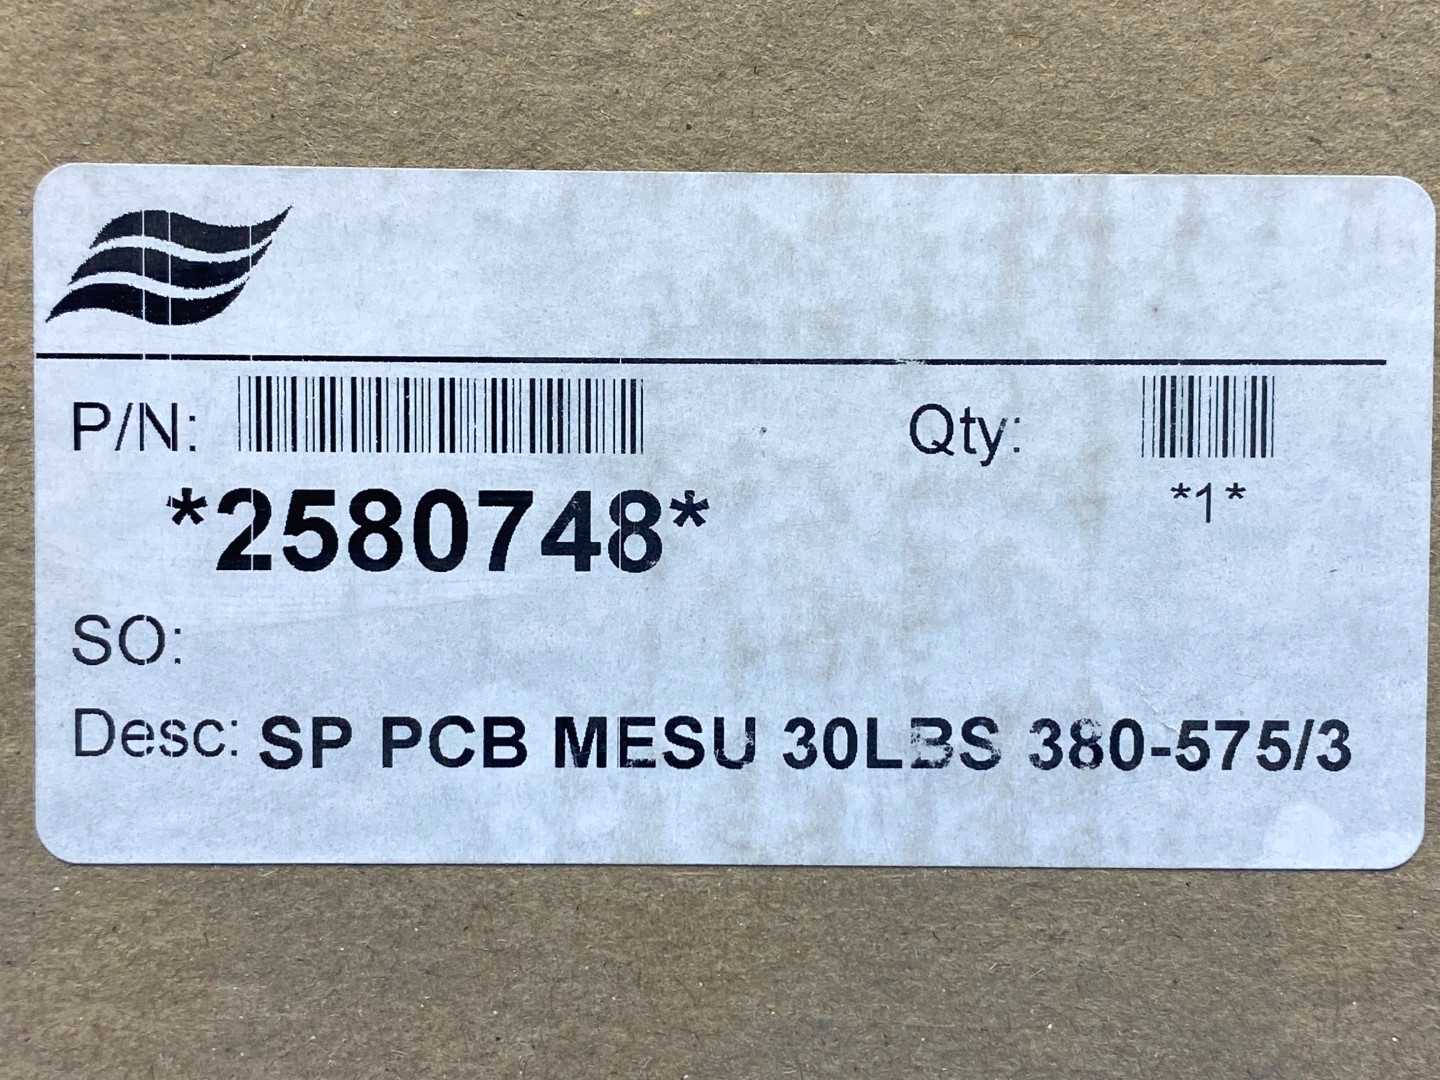 P/N: Qty:
*2580748* *1*
SO:
Desc: SP PCB MESU 30LBS 380-575/3